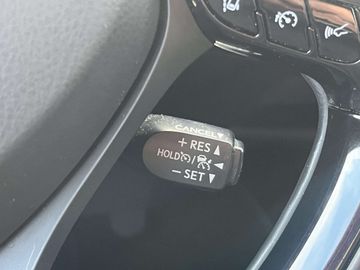 CANCEL▼
+ RES ▲
HOLD / ◀
− SET ▼